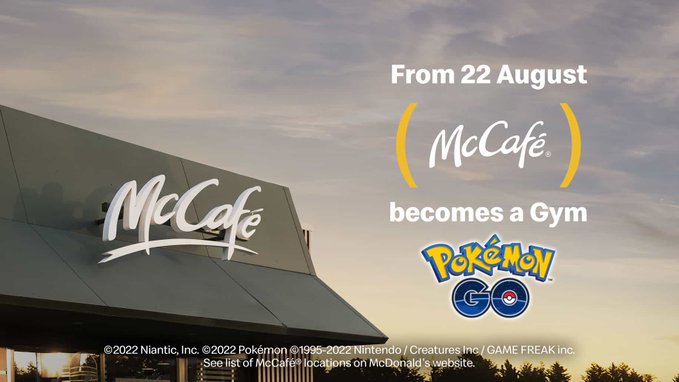 From 22 August
McCafé®
becomes a Gym
McCafé
POKÉMON
GO
©2022 Niantic, Inc. ©2022 Pokémon ©1995-2022 Nintendo / Creatures Inc / GAME FREAK inc.
See list of McCafé® locations on McDonald's website.